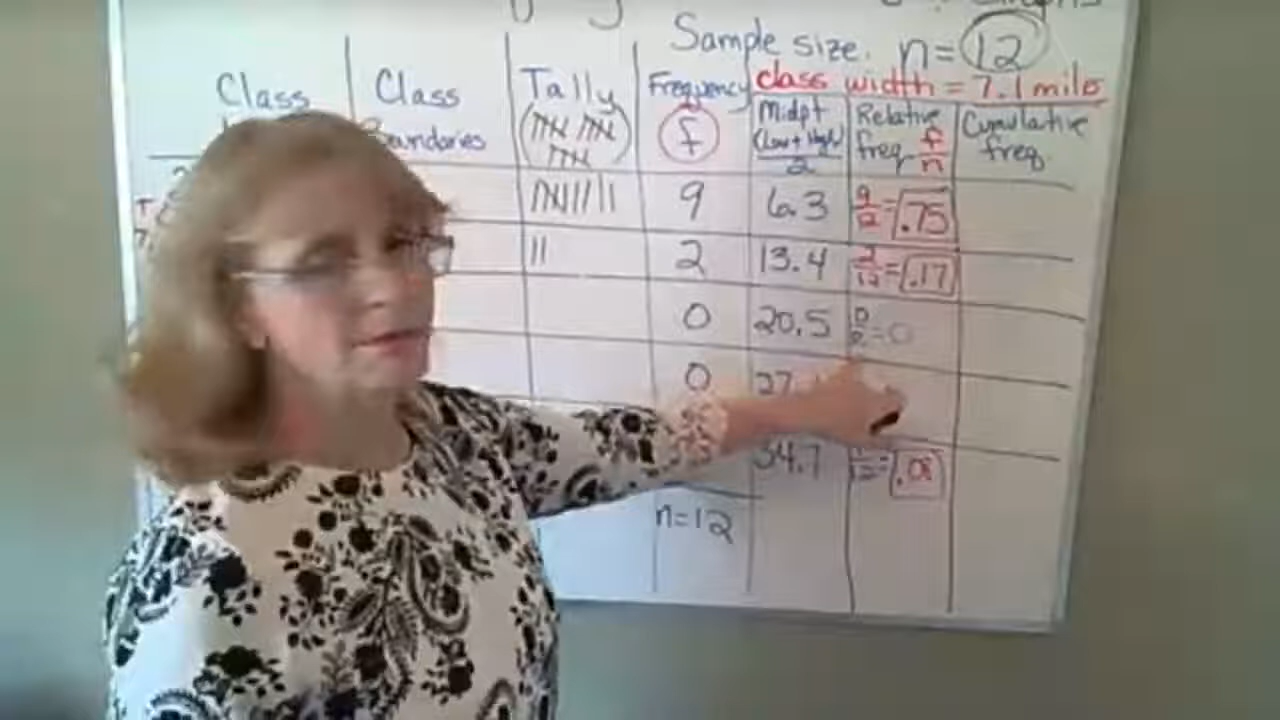 Sample size. n = 12
class width = 7.1 miles
Class
Class Boundaries
Tally
Frequency f
Midpt (Low + High) / 2
Relative freq. f/n
Cumulative freq.
9 6.3 9/12 = .75
|| 2 13.4 2/12 = .17
0 20.5 = 0
0 27.
34.7 .08
n=12